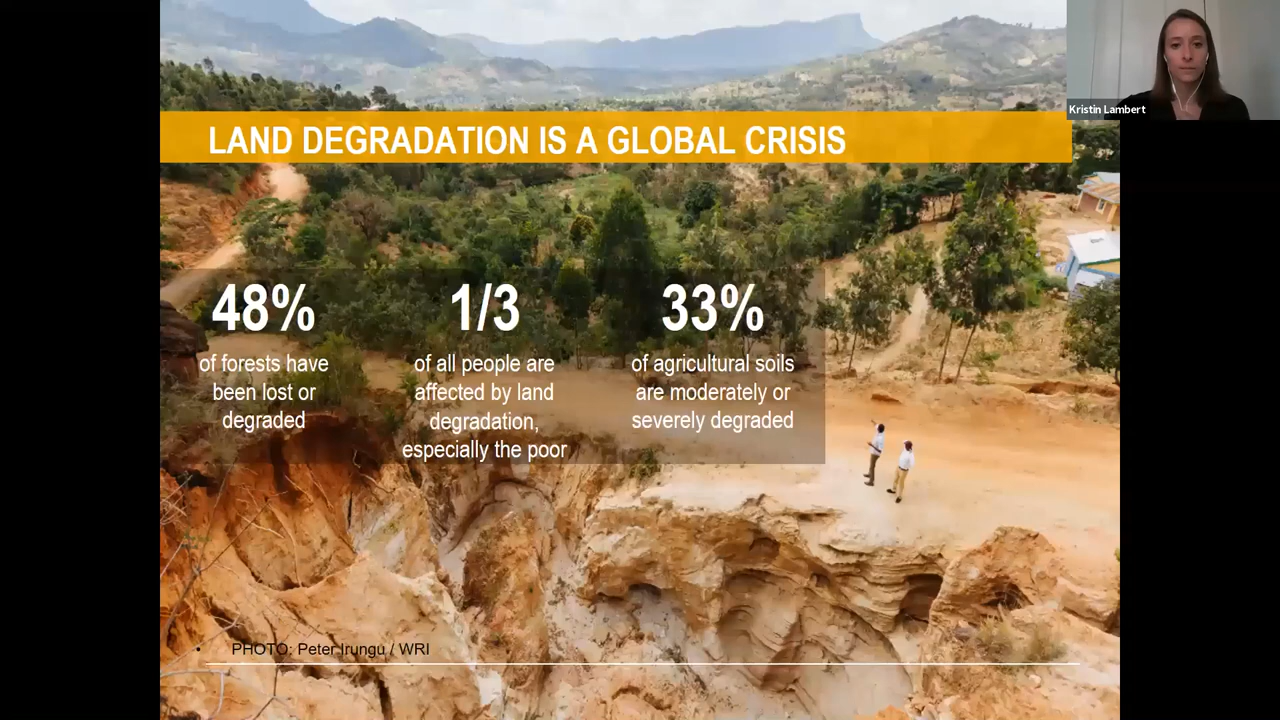 Kristin Lambert
LAND DEGRADATION IS A GLOBAL CRISIS
48%
of forests have
been lost or
degraded
1/3
of all people are
affected by land
degradation,
especially the poor
33%
of agricultural soils
are moderately or
severely degraded
• PHOTO: Peter Irungu / WRI